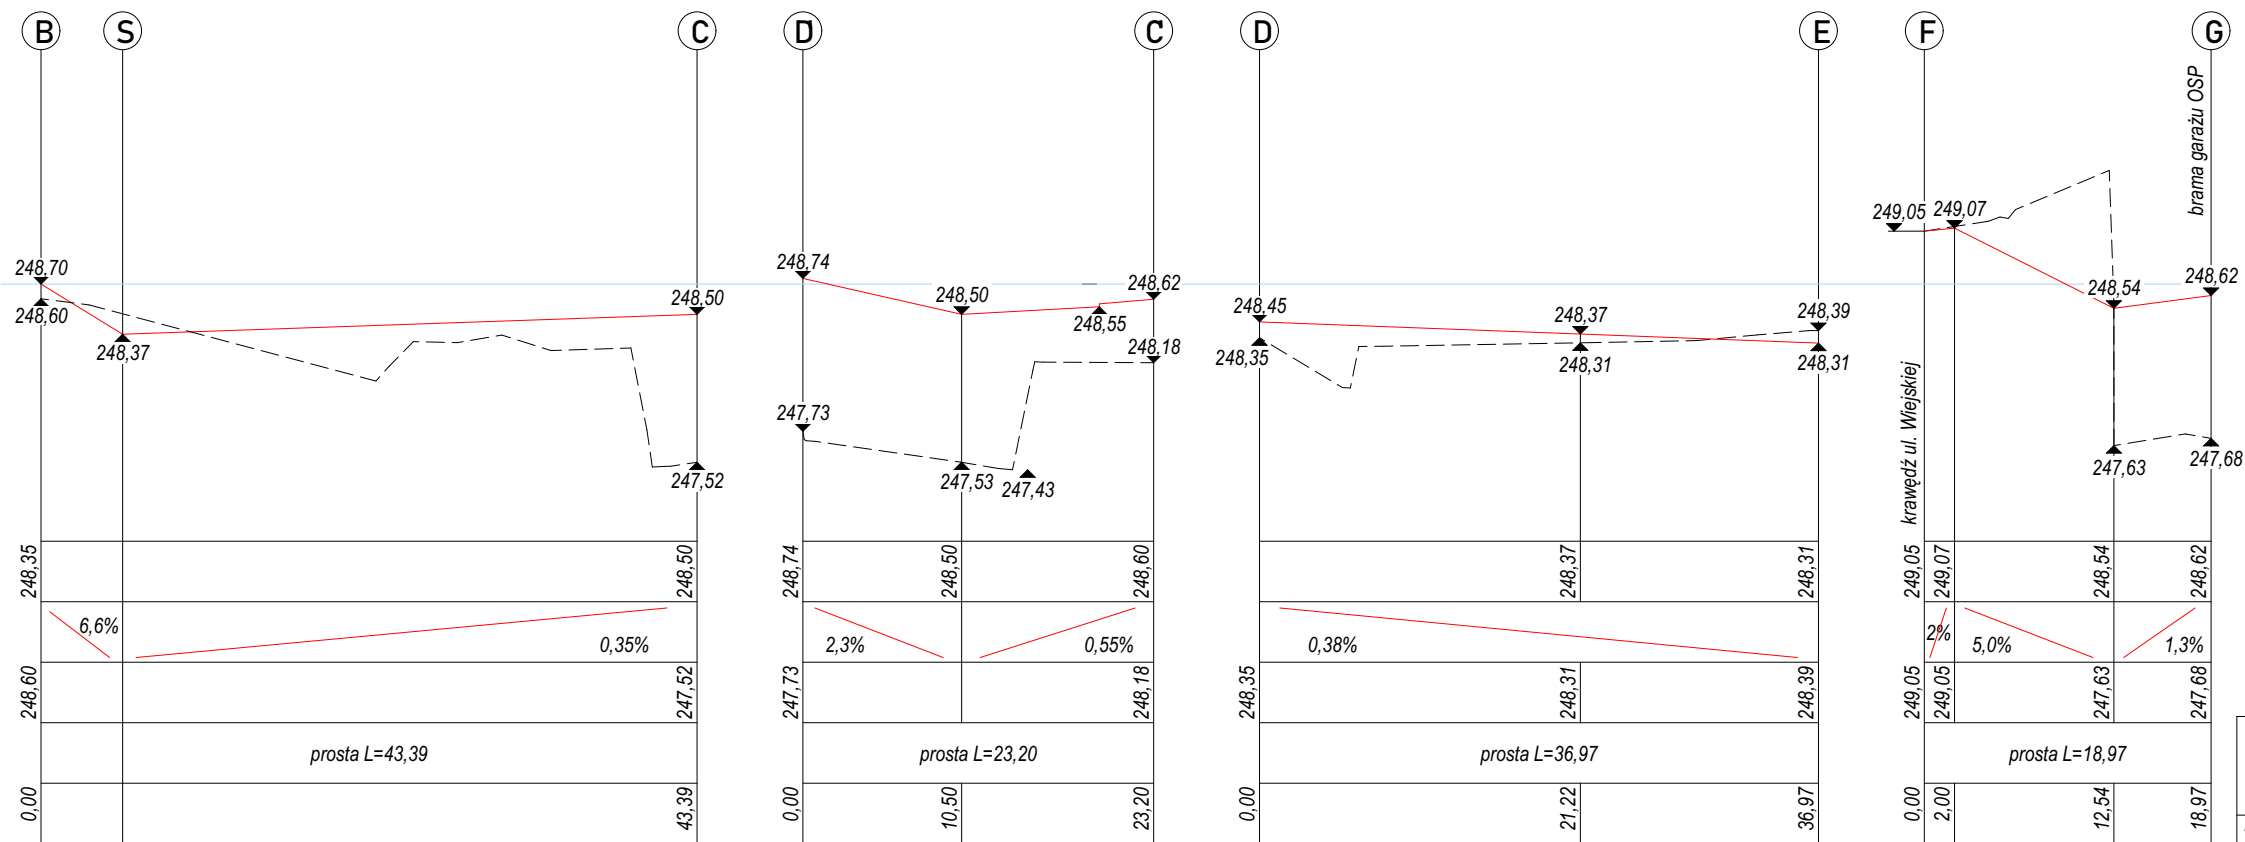 B S C D C D E F G
brama garażu OSP
249,05 249,07
248,70 248,74 248,62 248,62
248,50 248,50 248,54
248,60 248,55 248,45 248,37 248,39
248,37 248,18 248,35 248,31 248,31
247,73
247,52 247,53 247,43 247,63 247,68
krawędź ul. Wiejskiej
248,35 248,50 248,74 248,50 248,60 248,37 248,31 249,05 249,07 248,54 248,62
6,6% 0,35% 2,3% 0,55% 0,38% 2% 5,0% 1,3%
248,60 247,52 247,73 248,18 248,35 248,31 248,39 249,05 249,05 247,63 247,68
prosta L=43,39 prosta L=23,20 prosta L=36,97 prosta L=18,97
0,00 43,39 0,00 10,50 23,20 0,00 21,22 36,97 0,00 2,00 12,54 18,97